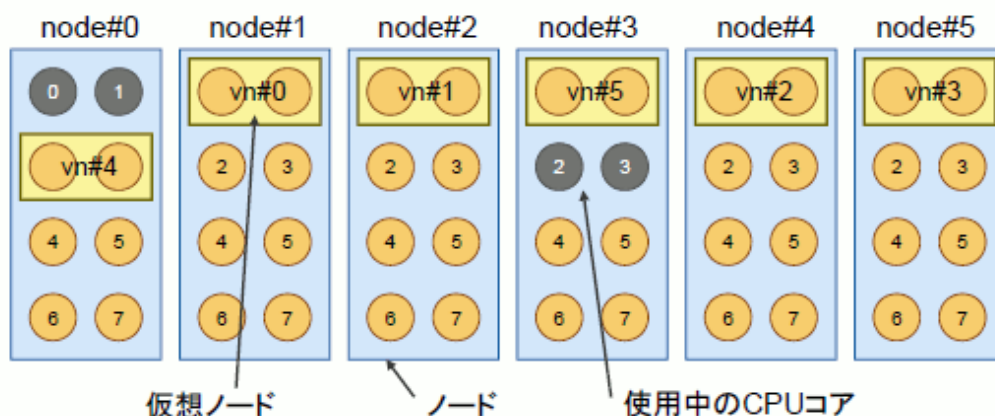 node#0 node#1 node#2 node#3 node#4 node#5
0 1 vn#0 vn#1 vn#5 vn#2 vn#3
vn#4 2 3 2 3 2 3 2 3 2 3
4 5 4 5 4 5 4 5 4 5 4 5
6 7 6 7 6 7 6 7 6 7 6 7
仮想ノード ノード 使用中のCPUコア